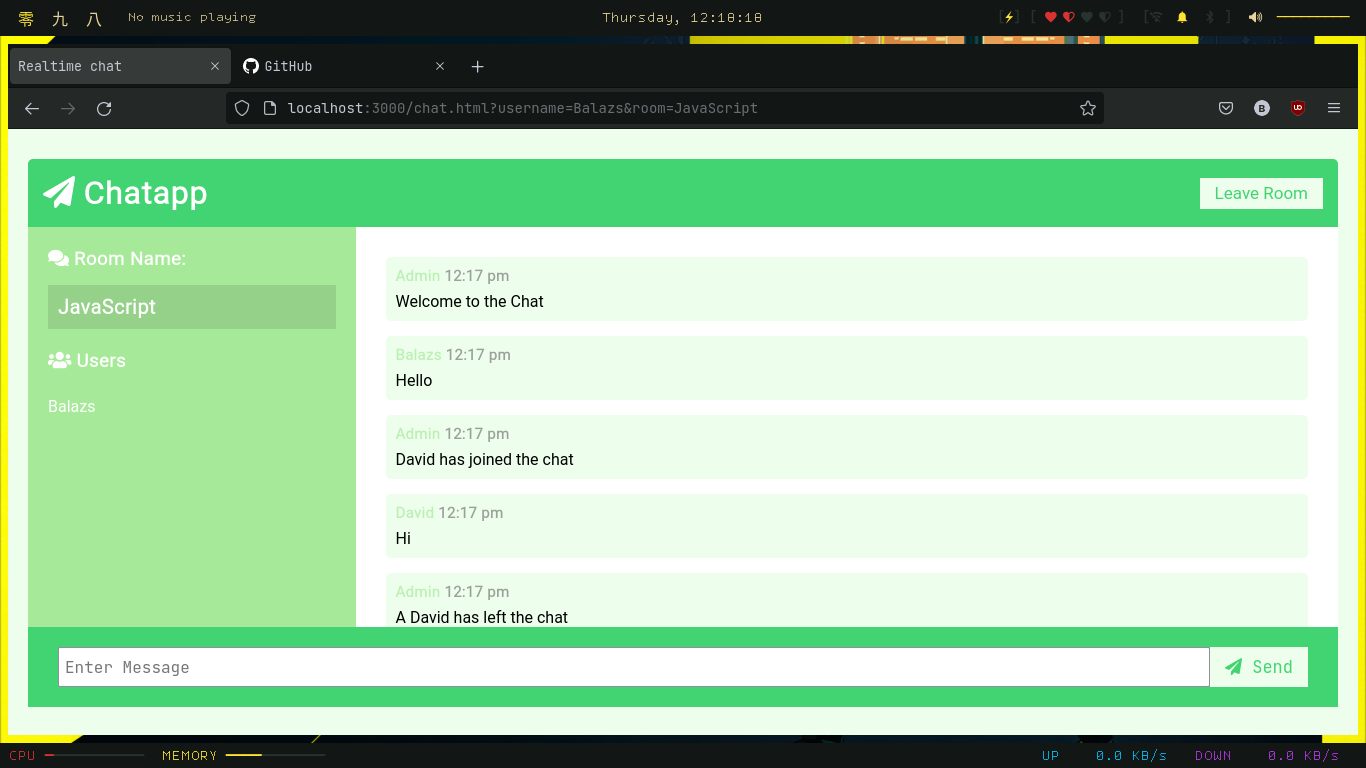 零 九 八 No music playing Thursday, 12:18:18
Realtime chat GitHub
localhost:3000/chat.html?username=Balazs&room=JavaScript
Chatapp Leave Room
Room Name:
JavaScript
Users
Balazs
Admin 12:17 pm
Welcome to the Chat
Balazs 12:17 pm
Hello
Admin 12:17 pm
David has joined the chat
David 12:17 pm
Hi
Admin 12:17 pm
A David has left the chat
Enter Message Send
CPU MEMORY UP 0.0 KB/s DOWN 0.0 KB/s